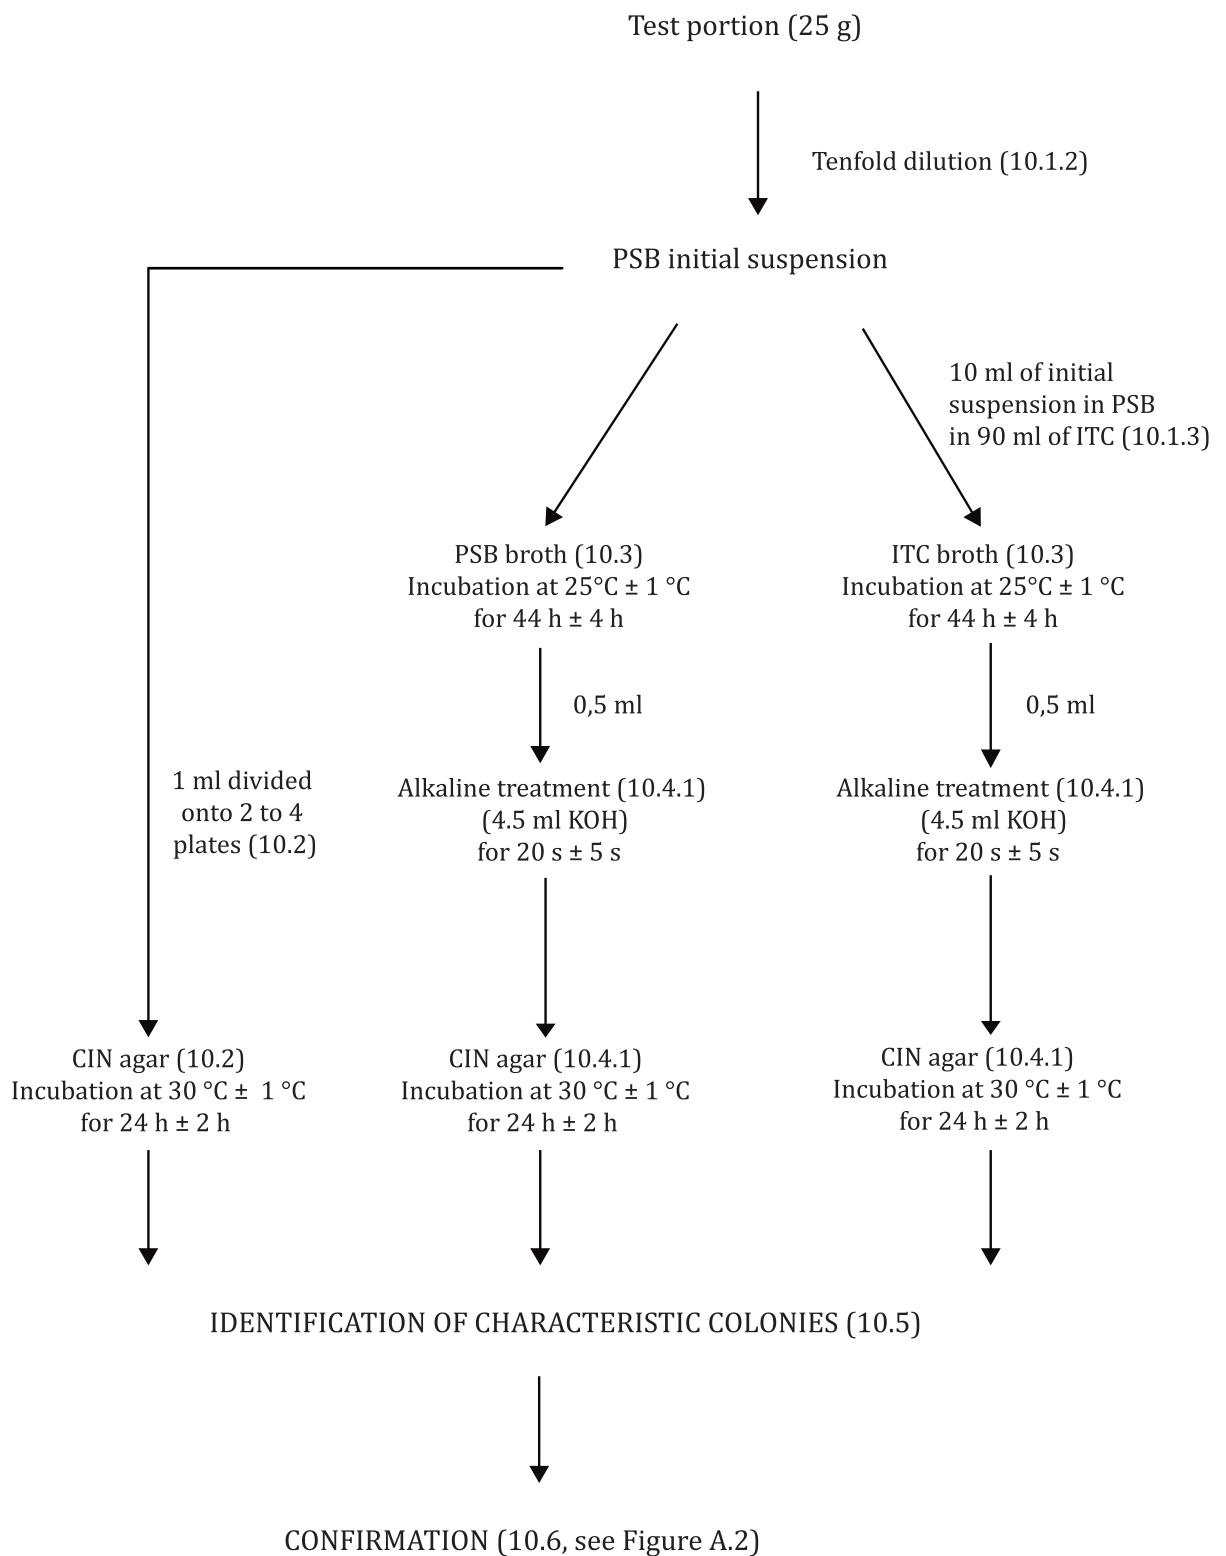 Test portion (25 g)
Tenfold dilution (10.1.2)
PSB initial suspension
10 ml of initial
suspension in PSB
in 90 ml of ITC (10.1.3)
PSB broth (10.3)
Incubation at 25°C ± 1 °C
for 44 h ± 4 h
ITC broth (10.3)
Incubation at 25°C ± 1 °C
for 44 h ± 4 h
0,5 ml
0,5 ml
1 ml divided
onto 2 to 4
plates (10.2)
Alkaline treatment (10.4.1)
(4.5 ml KOH)
for 20 s ± 5 s
Alkaline treatment (10.4.1)
(4.5 ml KOH)
for 20 s ± 5 s
CIN agar (10.2)
Incubation at 30 °C ±  1 °C
for 24 h ± 2 h
CIN agar (10.4.1)
Incubation at 30 °C ± 1 °C
for 24 h ± 2 h
CIN agar (10.4.1)
Incubation at 30 °C ± 1 °C
for 24 h ± 2 h
IDENTIFICATION OF CHARACTERISTIC COLONIES (10.5)
CONFIRMATION (10.6, see Figure A.2)